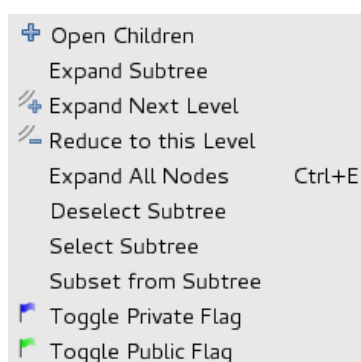 Open Children
Expand Subtree
Expand Next Level
Reduce to this Level
Expand All Nodes Ctrl+E
Deselect Subtree
Select Subtree
Subset from Subtree
Toggle Private Flag
Toggle Public Flag